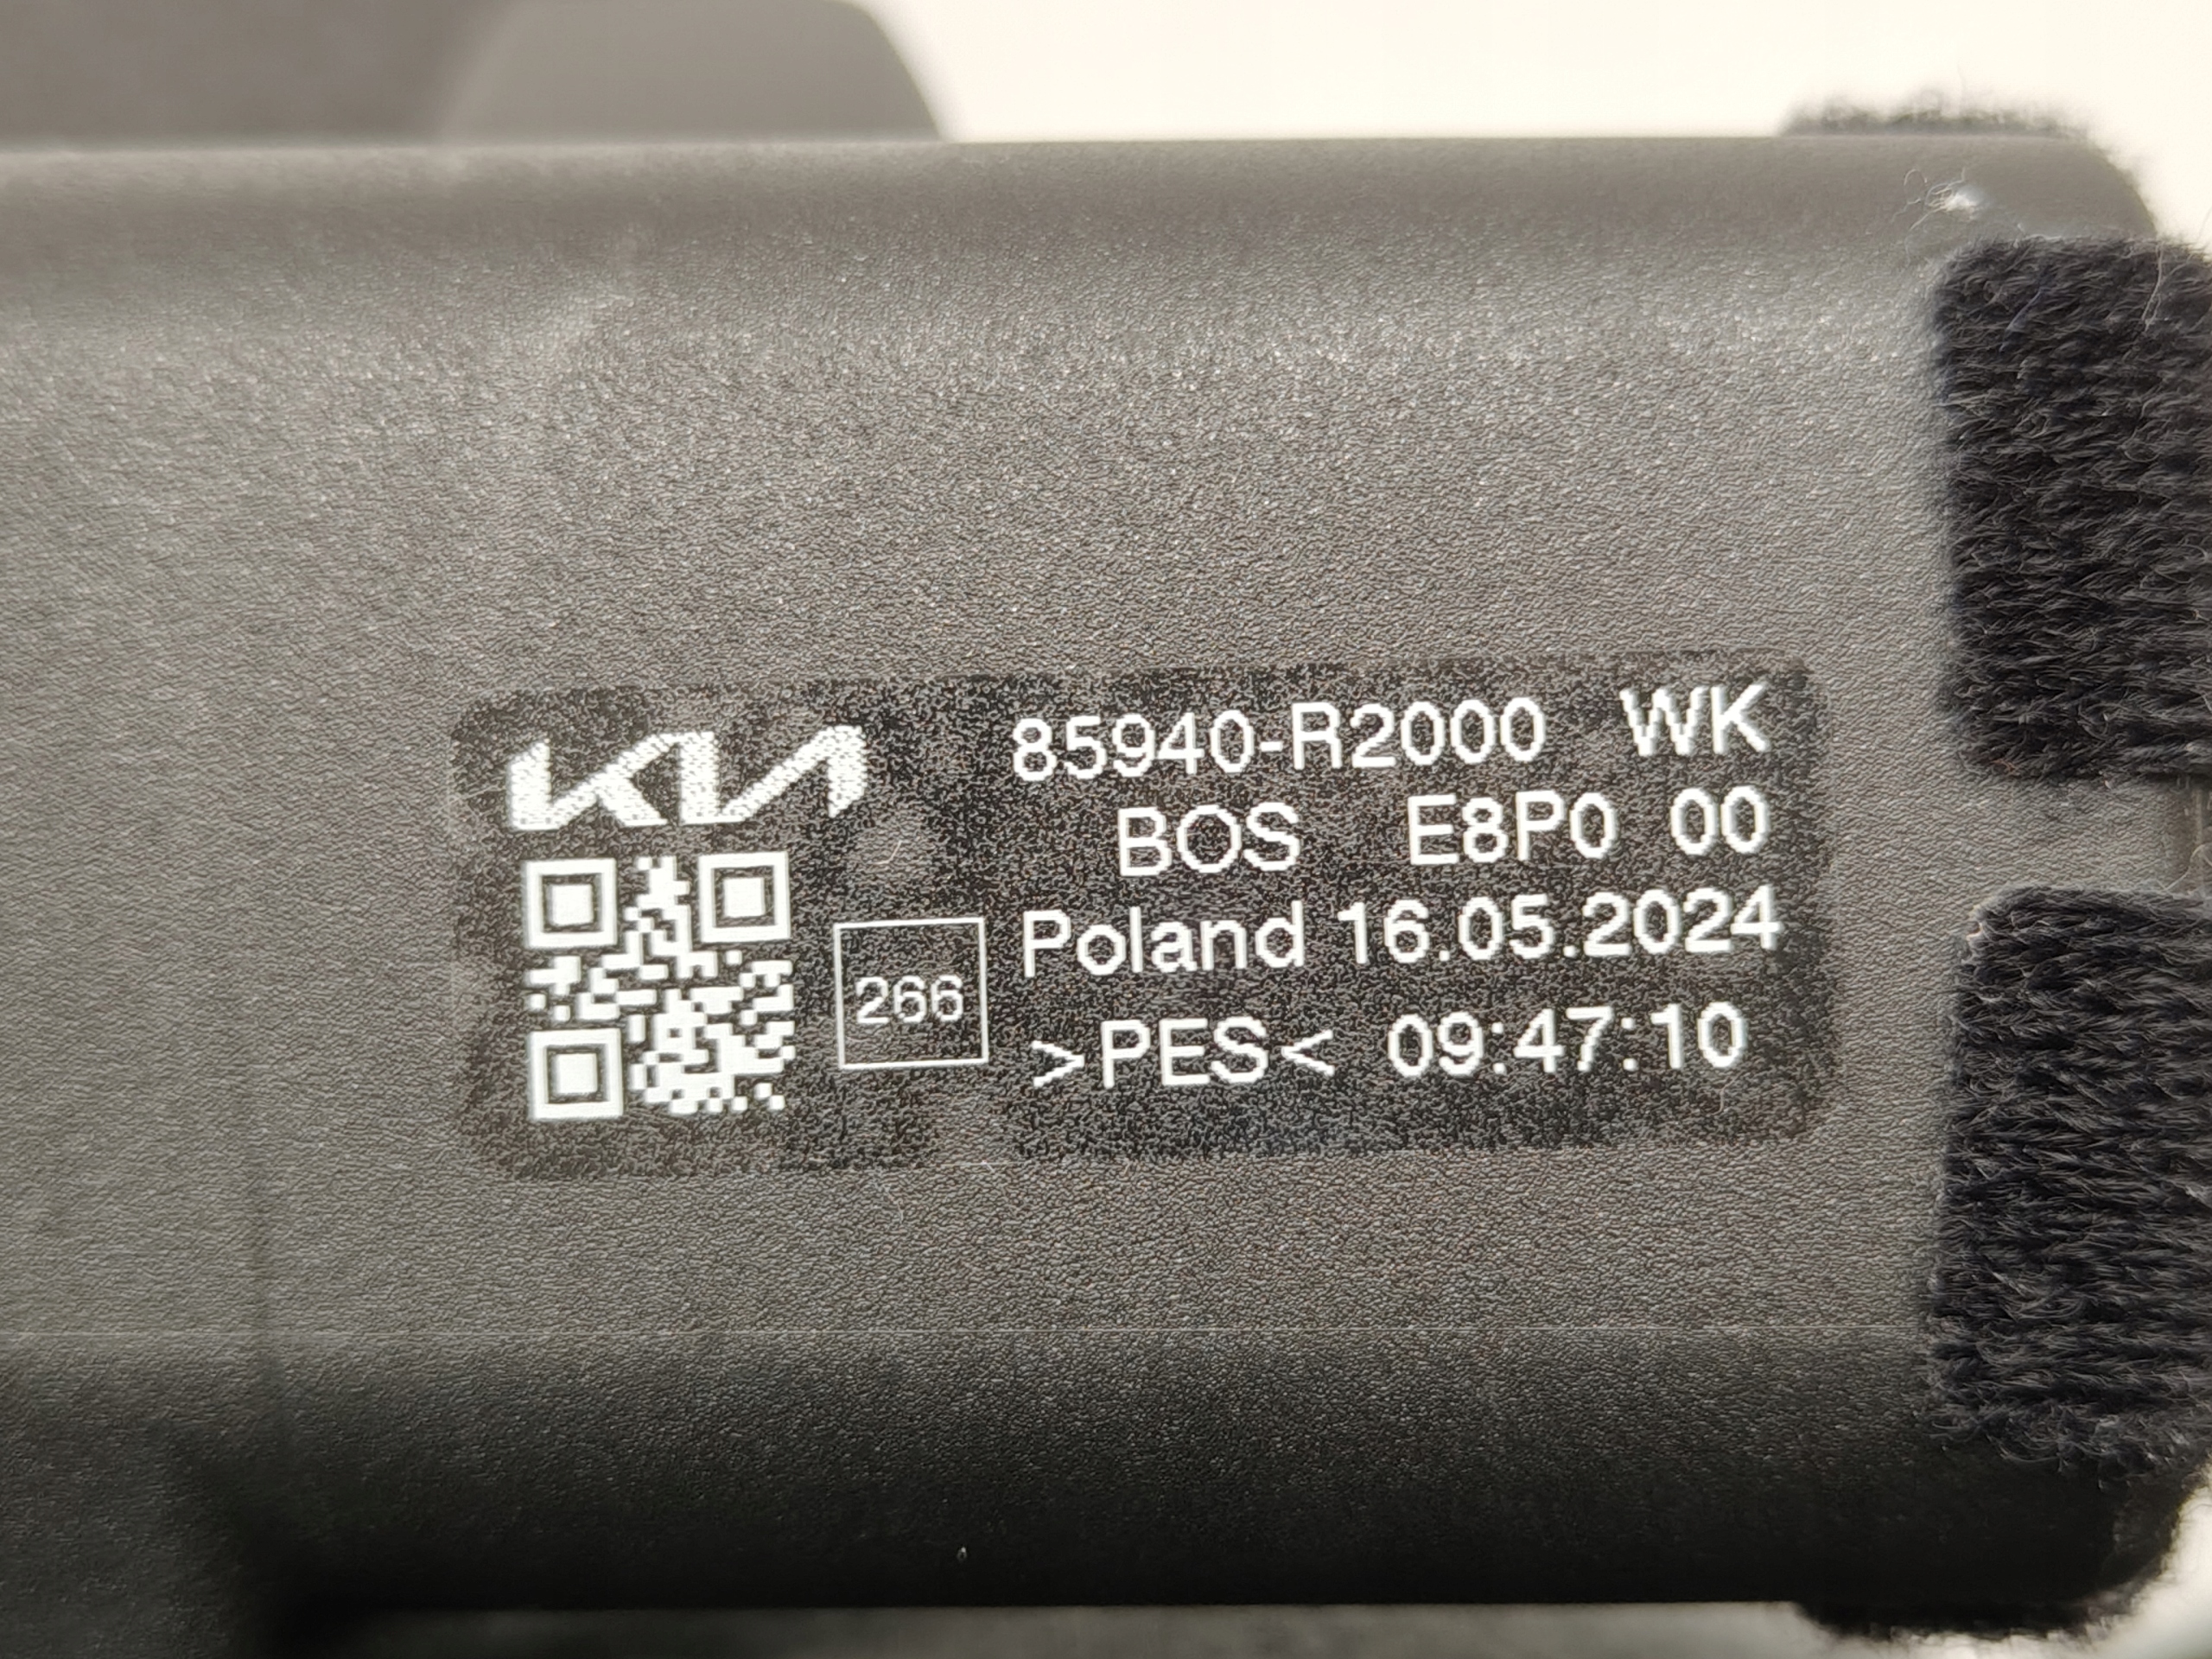 KIA
85940-R2000 WK
BOS E8P0 00
Poland 16.05.2024
266
>PES< 09:47:10